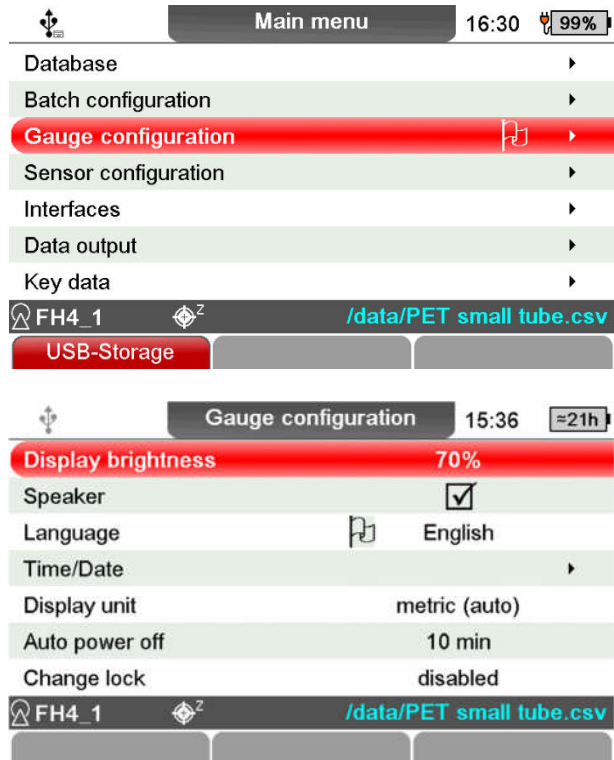 Main menu 16:30 99%
Database
Batch configuration
Gauge configuration
Sensor configuration
Interfaces
Data output
Key data
FH4_1 Z /data/PET small tube.csv
USB-Storage
Gauge configuration 15:36 ≈21h
Display brightness 70%
Speaker
Language English
Time/Date
Display unit metric (auto)
Auto power off 10 min
Change lock disabled
FH4_1 Z /data/PET small tube.csv